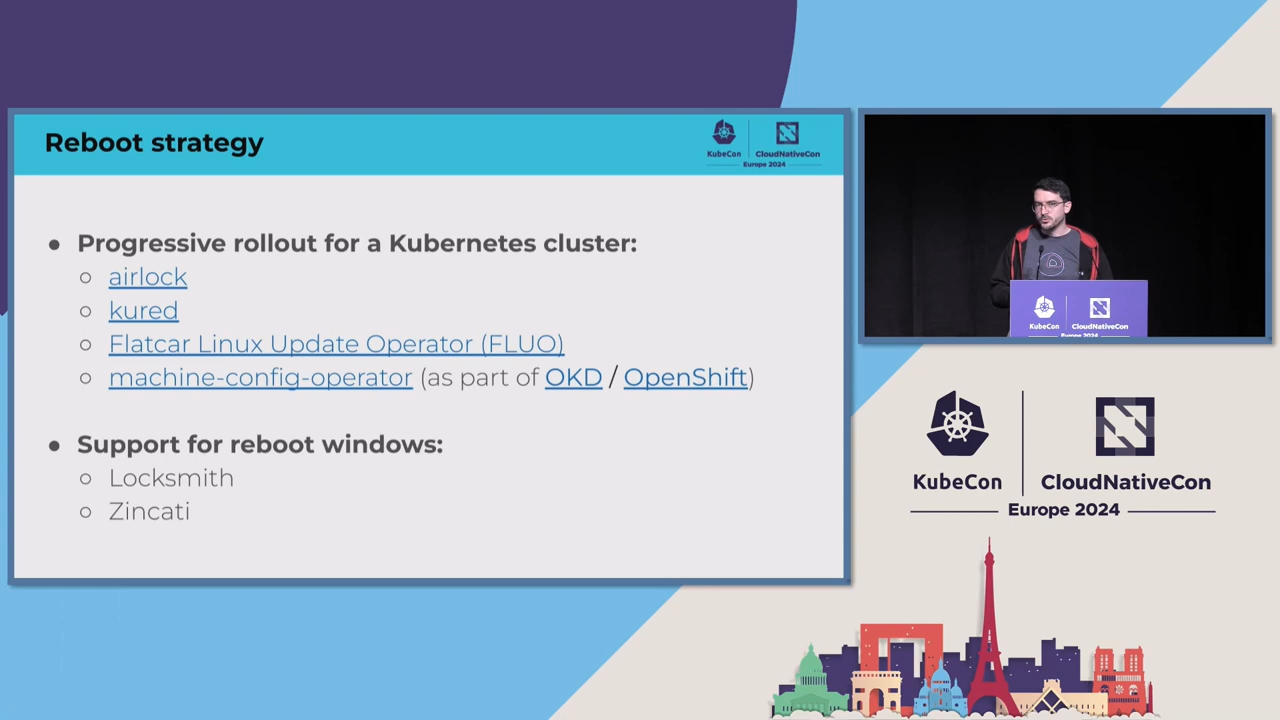 Reboot strategy
KubeCon
CloudNativeCon
Europe 2024
● Progressive rollout for a Kubernetes cluster:
○ airlock
○ kured
○ Flatcar Linux Update Operator (FLUO)
○ machine-config-operator (as part of OKD / OpenShift)
● Support for reboot windows:
○ Locksmith
○ Zincati
KubeCon
CloudNativeCon
Europe 2024
KubeCon
CloudNativeCon
Europe 2024